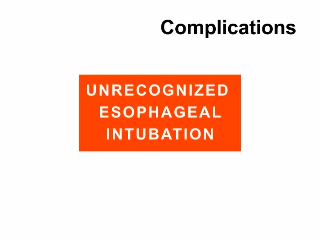 Complications
UNRECOGNIZED
ESOPHAGEAL
INTUBATION